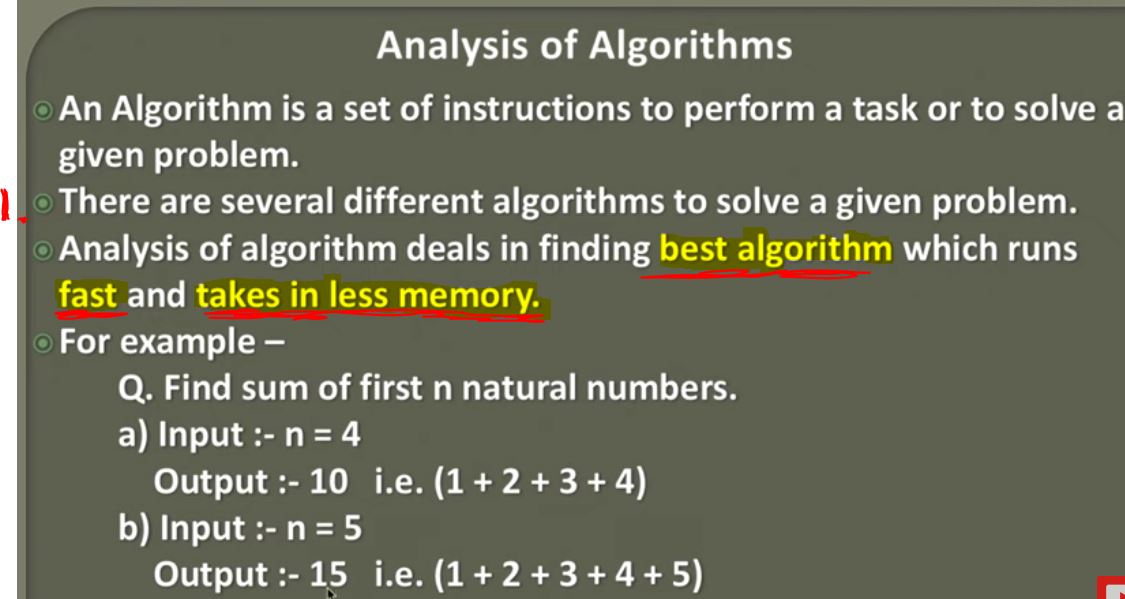 Analysis of Algorithms
An Algorithm is a set of instructions to perform a task or to solve a
given problem.
1. There are several different algorithms to solve a given problem.
Analysis of algorithm deals in finding best algorithm which runs
fast and takes in less memory.
For example –
Q. Find sum of first n natural numbers.
a) Input :- n = 4
Output :- 10 i.e. (1 + 2 + 3 + 4)
b) Input :- n = 5
Output :- 15 i.e. (1 + 2 + 3 + 4 + 5)